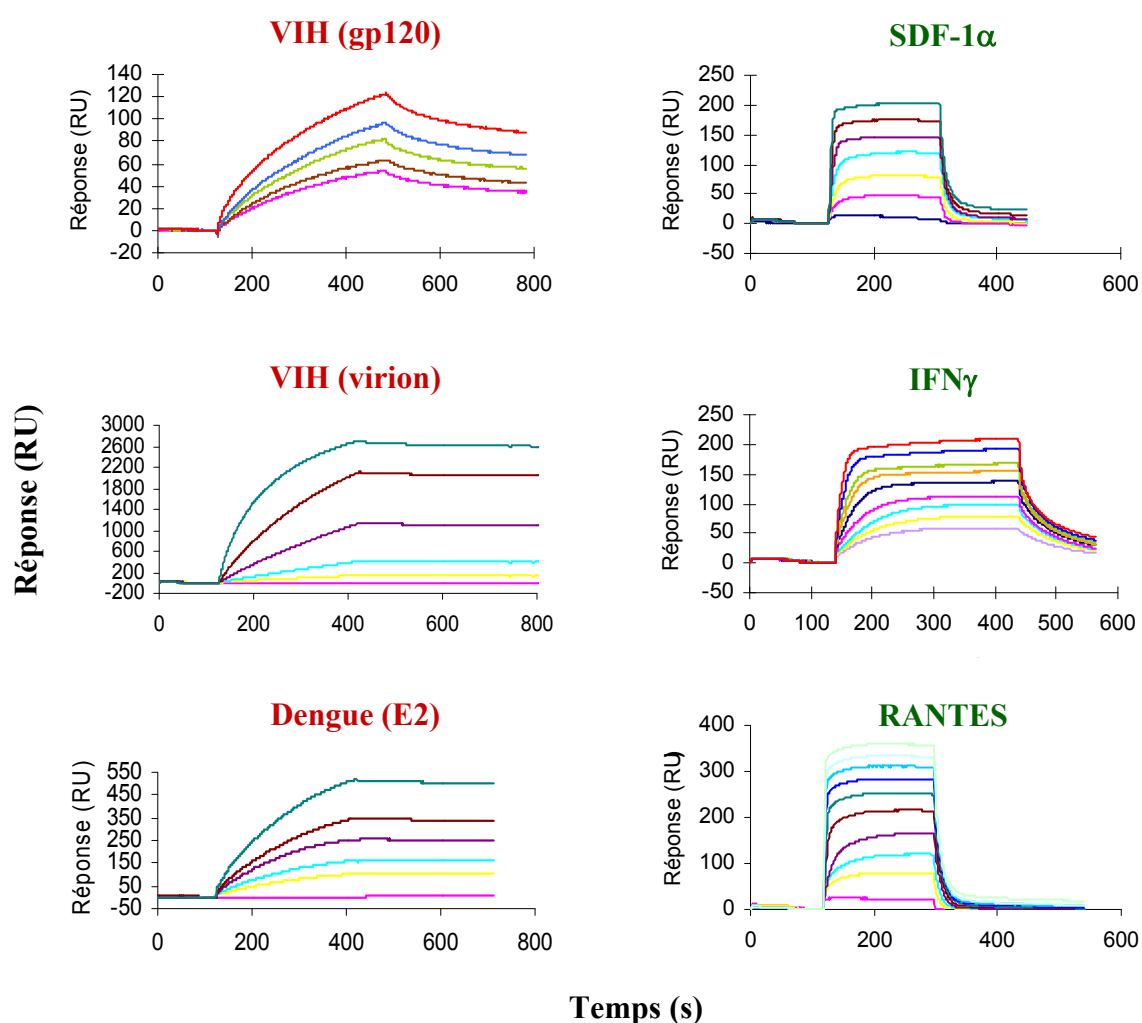 VIH (gp120)
Réponse (RU)
140
120
100
80
60
40
20
0
-20
0 200 400 600 800
SDF-1α
Réponse (RU)
250
200
150
100
50
0
-50
0 200 400 600
Réponse (RU)
VIH (virion)
Réponse (RU)
3000
2600
2200
1800
1400
1000
600
200
-200
0 200 400 600 800
IFNγ
Réponse (RU)
250
200
150
100
50
0
-50
0 100 200 300 400 500 600
Dengue (E2)
Réponse (RU)
550
450
350
250
150
50
-50
0 200 400 600 800
RANTES
Réponse (RU)
400
300
200
100
0
0 200 400 600
Temps (s)